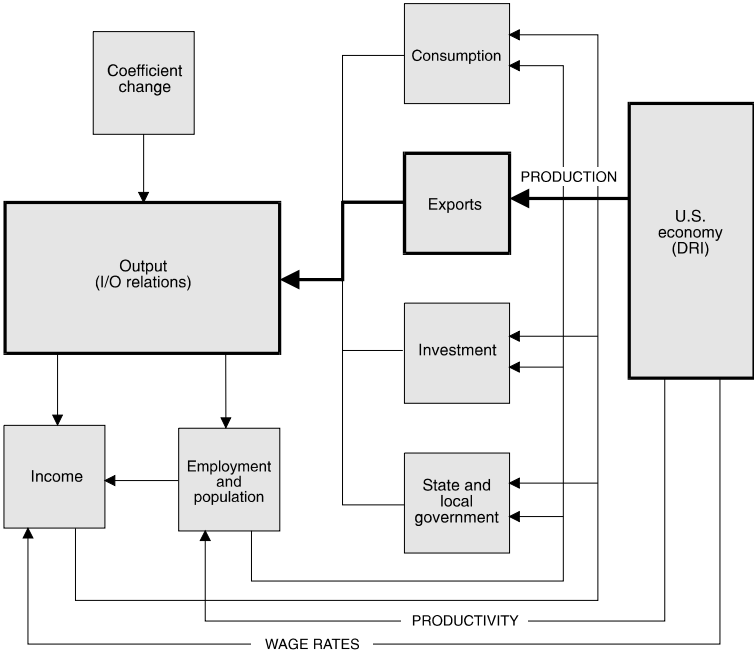 Consumption
Coefficient
change
PRODUCTION
Exports
U.S.
economy
(DRI)
Output
(I/O relations)
Investment
Income
Employment
and
population
State and
local
government
PRODUCTIVITY
WAGE RATES